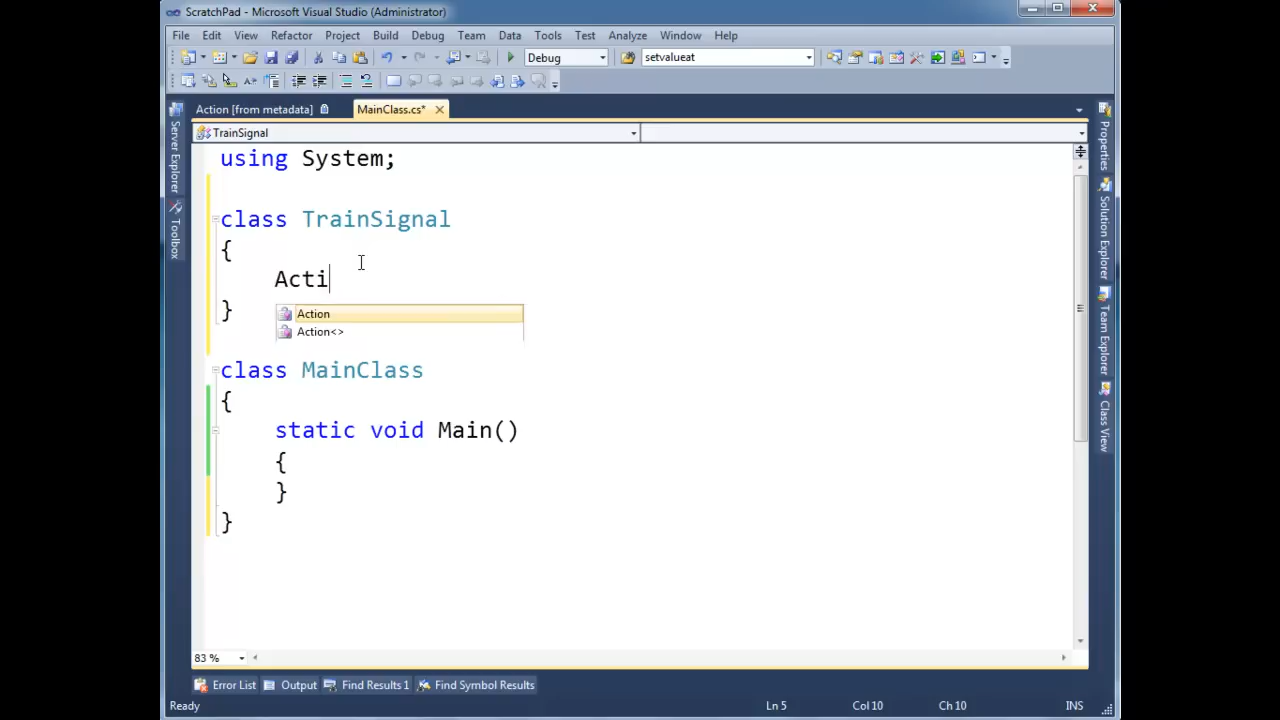 ScratchPad - Microsoft Visual Studio (Administrator)
File Edit View Refactor Project Build Debug Team Data Tools Test Analyze Window Help
Debug setvalueat
Action [from metadata] MainClass.cs*
TrainSignal
using System;
class TrainSignal
{
Acti
}
Action
Action<>
class MainClass
{
static void Main()
{
}
}
83 %
Server Explorer
Toolbox
Properties
Solution Explorer
Team Explorer
Class View
Error List Output Find Results 1 Find Symbol Results
Ready Ln 5 Col 10 Ch 10 INS